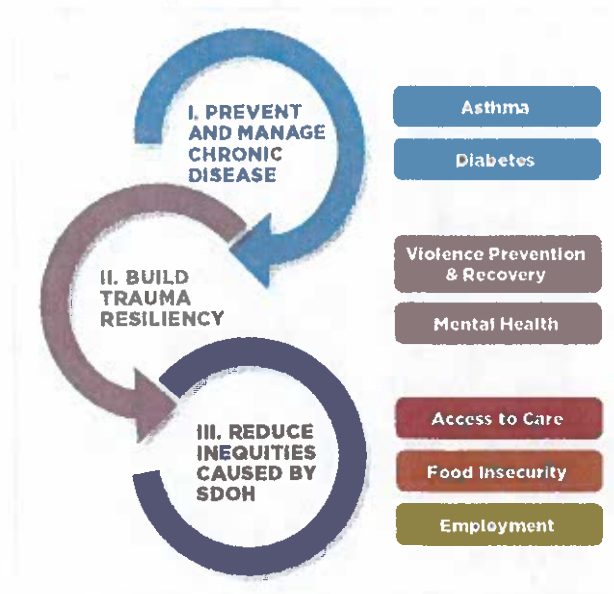 I. PREVENT
AND MANAGE
CHRONIC
DISEASE
Asthma
Diabetes
II. BUILD
TRAUMA
RESILIENCY
Violence Prevention
& Recovery
Mental Health
III. REDUCE
INEQUITIES
CAUSED BY
SDOH
Access to Care
Food Insecurity
Employment